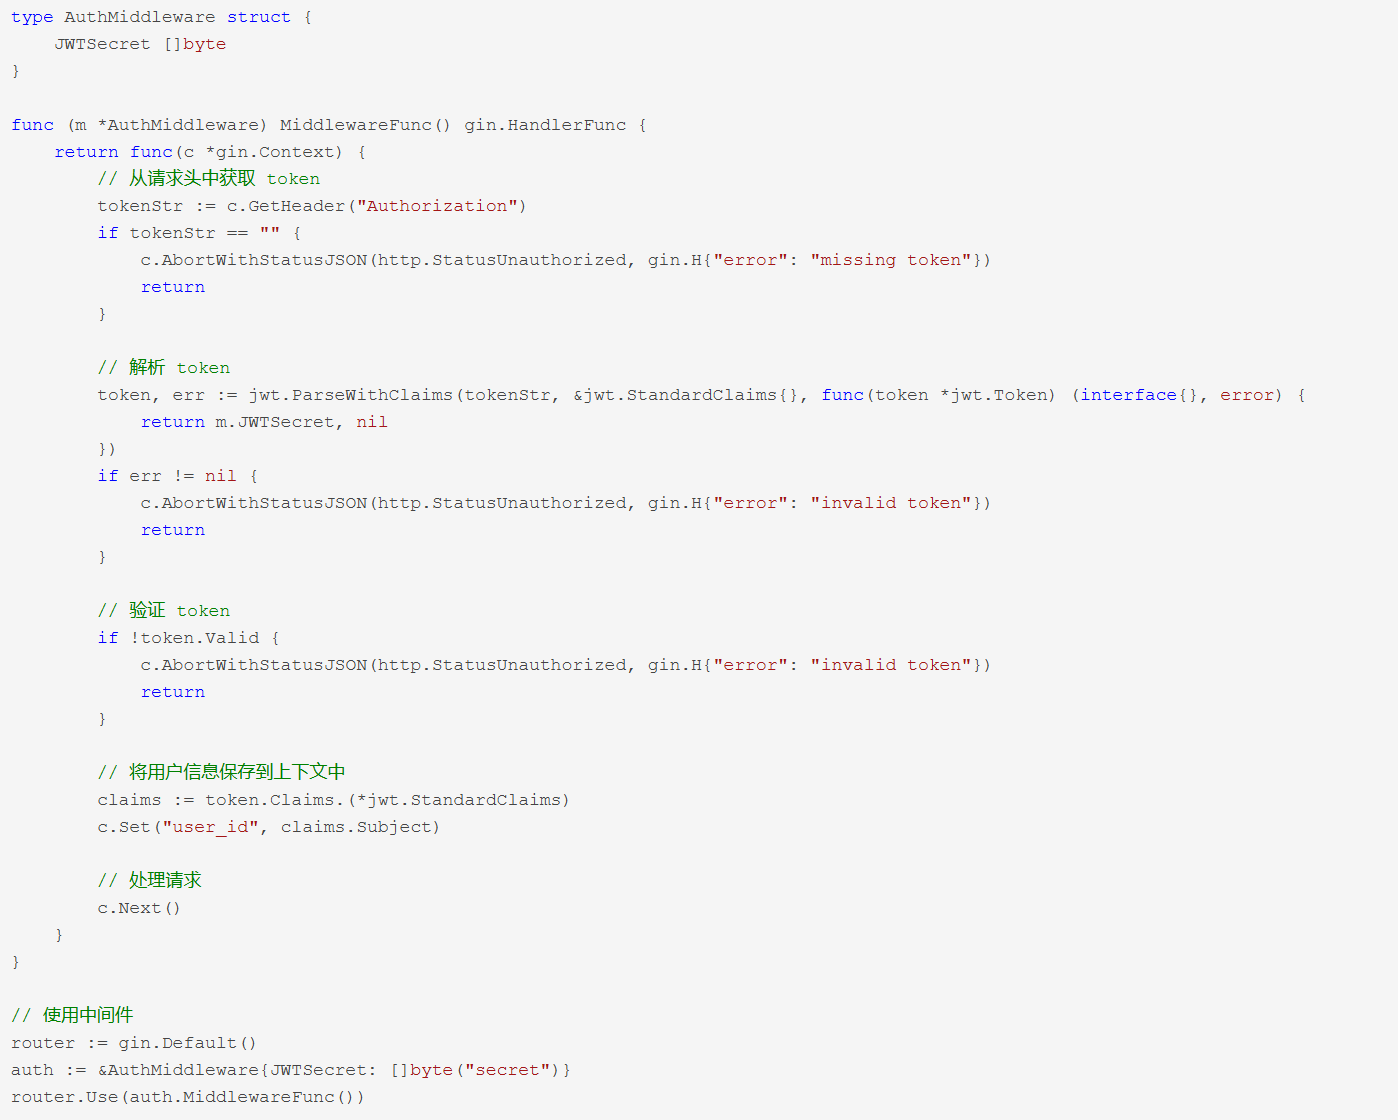 type AuthMiddleware struct {
    JWTSecret []byte
}

func (m *AuthMiddleware) MiddlewareFunc() gin.HandlerFunc {
    return func(c *gin.Context) {
        // 从请求头中获取 token
        tokenStr := c.GetHeader("Authorization")
        if tokenStr == "" {
            c.AbortWithStatusJSON(http.StatusUnauthorized, gin.H{"error": "missing token"})
            return
        }

        // 解析 token
        token, err := jwt.ParseWithClaims(tokenStr, &jwt.StandardClaims{}, func(token *jwt.Token) (interface{}, error) {
            return m.JWTSecret, nil
        })
        if err != nil {
            c.AbortWithStatusJSON(http.StatusUnauthorized, gin.H{"error": "invalid token"})
            return
        }

        // 验证 token
        if !token.Valid {
            c.AbortWithStatusJSON(http.StatusUnauthorized, gin.H{"error": "invalid token"})
            return
        }

        // 将用户信息保存到上下文中
        claims := token.Claims.(*jwt.StandardClaims)
        c.Set("user_id", claims.Subject)

        // 处理请求
        c.Next()
    }
}

// 使用中间件
router := gin.Default()
auth := &AuthMiddleware{JWTSecret: []byte("secret")}
router.Use(auth.MiddlewareFunc())